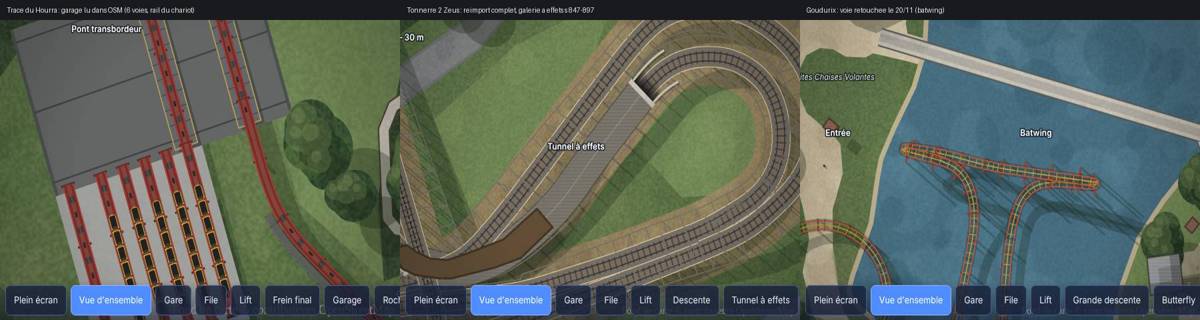 Trace du Hourra : garage lu dans OSM (6 voies, rail du chariot)
Pont transbordeur
Plein écran
Vue d'ensemble
Gare
File
Lift
Frein final
Garage
Tonnerre 2 Zeus : reimport complet, galerie a effets s 847-897
- 30 m
Tunnel à effets
Plein écran
Vue d'ensemble
Gare
File
Lift
Descente
Tunnel à effets
Goudurix : voie retouchee le 20/11 (batwing)
Chaises Volantes
Entrée
Batwing
Plein écran
Vue d'ensemble
Gare
File
Lift
Grande descente
Butterfly